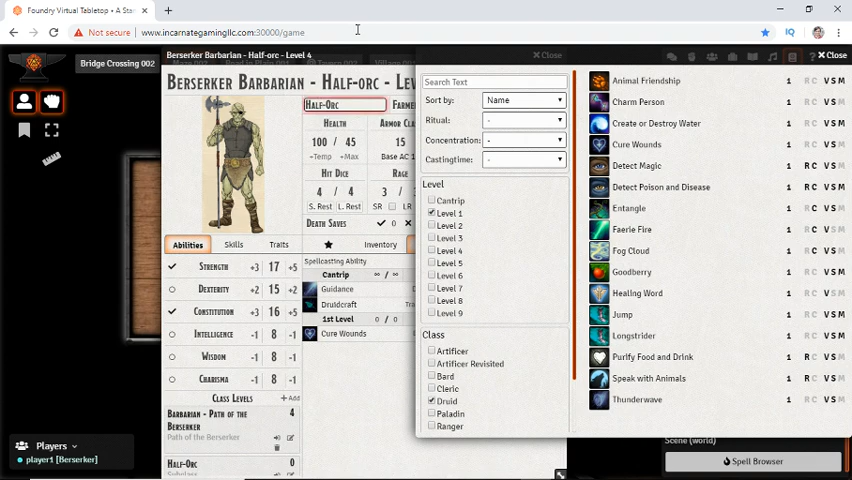 Foundry Virtual Tabletop • A Stan
Not secure
www.incarnategamingllc.com:30000/game
Bridge Crossing 002
Berserker Barbarian - Half-orc - Level 4
Close
Close
Berserker Barbarian - Half-orc - Lev
Half-Orc
Farmer
Health
Armor Clas
100 / 45
15
+Temp +Max
Base AC 1
Hit Dice
Rage
4 / 4
3 / 3
S. Rest L. Rest
SR LR
Death Saves
0
Abilities
Skills
Traits
Inventory
Strength +3 17 +5
Dexterity +2 15 +2
Constitution +3 16 +5
Intelligence -1 8 -1
Wisdom -1 8 -1
Charisma -1 8 -1
Class Levels
+Add
Barbarian - Path of the Berserker
4
Path of the Berserker
Half-Orc
0
Spellcasting Ability
Cantrip ∞ / ∞
Guidance
Druidcraft
1st Level 0 / 0
Cure Wounds
Search Text
Sort by: Name
Ritual: -
Concentration: -
Castingtime: -
Level
Cantrip
Level 1
Level 2
Level 3
Level 4
Level 5
Level 6
Level 7
Level 8
Level 9
Class
Artificer
Artificer Revisited
Bard
Cleric
Druid
Paladin
Ranger
Animal Friendship 1 R C V S M
Charm Person 1 R C V S M
Create or Destroy Water 1 R C V S M
Cure Wounds 1 R C V S M
Detect Magic 1 R C V S M
Detect Poison and Disease 1 R C V S M
Entangle 1 R C V S M
Faerie Fire 1 R C V S M
Fog Cloud 1 R C V S M
Goodberry 1 R C V S M
Healing Word 1 R C V S M
Jump 1 R C V S M
Longstrider 1 R C V S M
Purify Food and Drink 1 R C V S M
Speak with Animals 1 R C V S M
Thunderwave 1 R C V S M
Players
player1 [Berserker]
Scene (world)
Spell Browser